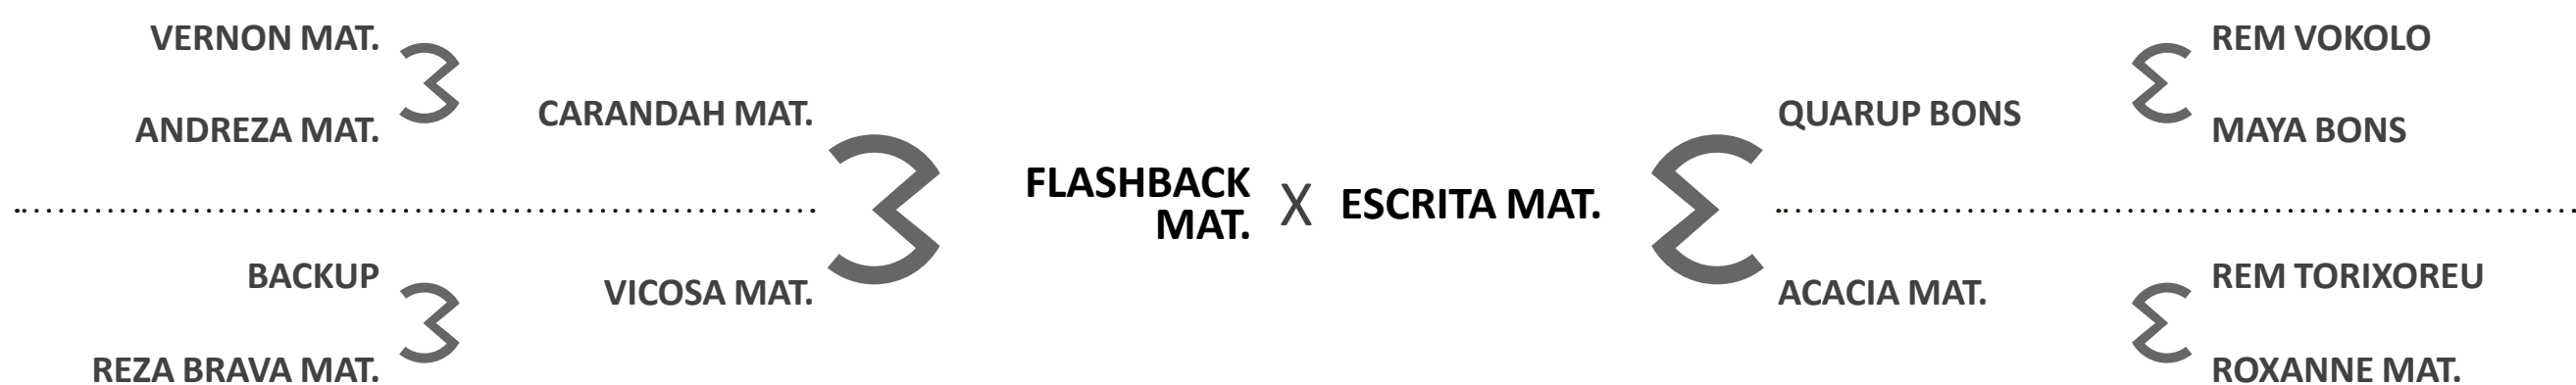 VERNON MAT.
ANDREZA MAT.
CARANDAH MAT.
BACKUP
REZA BRAVA MAT.
VICOSA MAT.
FLASHBACK
MAT.
X
ESCRITA MAT.
QUARUP BONS
REM VOKOLO
MAYA BONS
ACACIA MAT.
REM TORIXOREU
ROXANNE MAT.